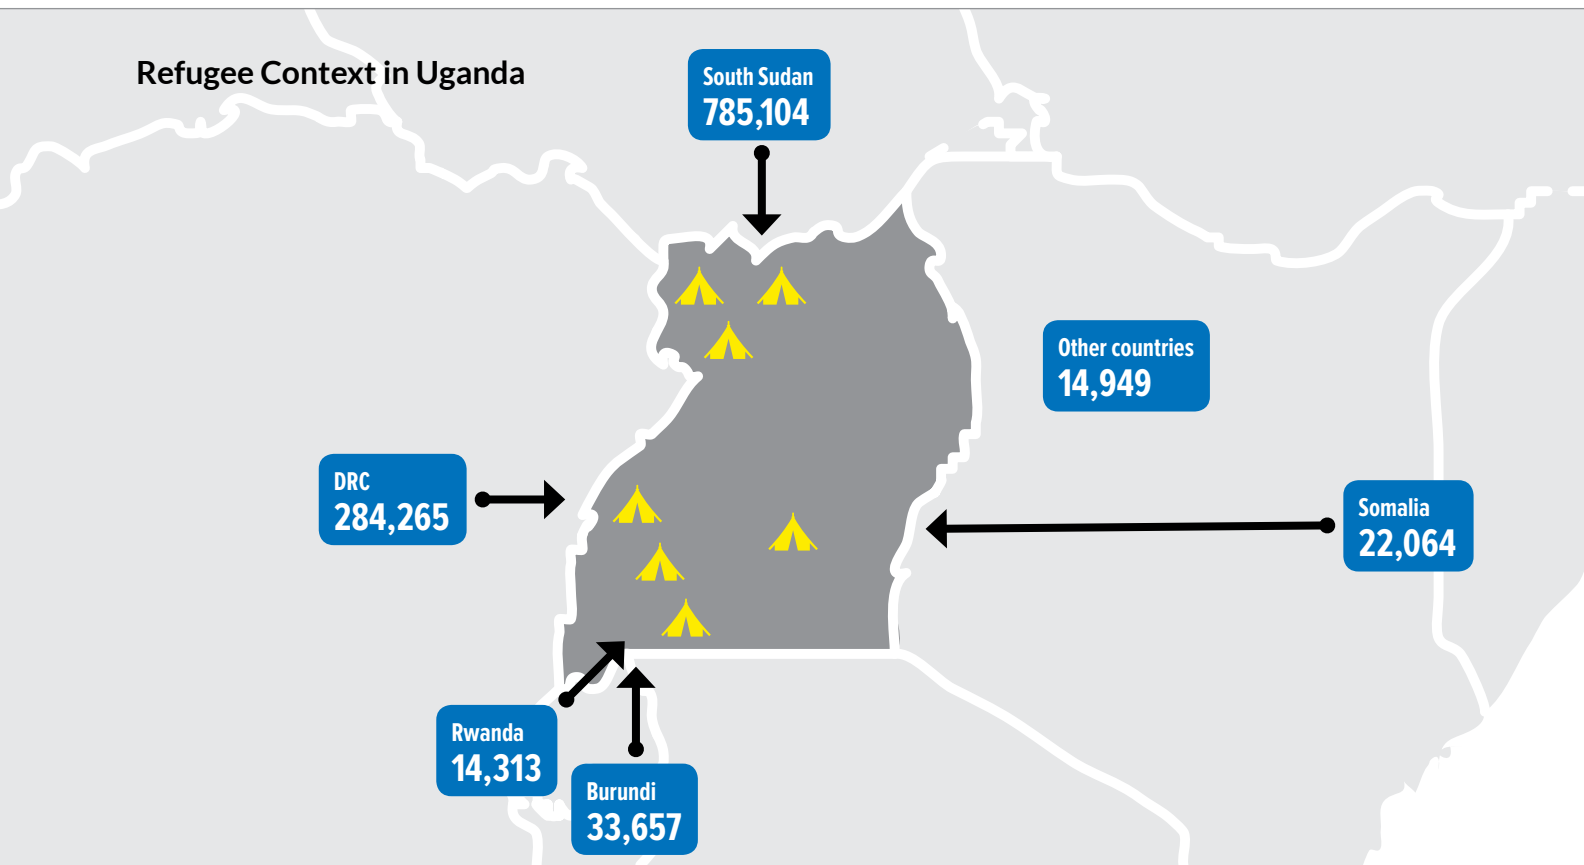 Refugee Context in Uganda
South Sudan
785,104
Other countries
14,949
DRC
284,265
Somalia
22,064
Rwanda
14,313
Burundi
33,657